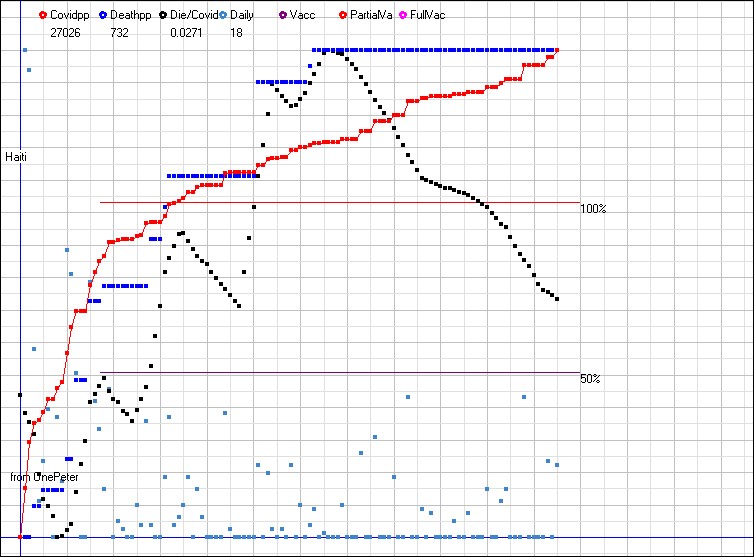 Covidpp Deathpp Die/Covid Daily Vacc PartialVa FullVac
27026 732 0.0271 18
Haiti
100%
50%
from OnePeter